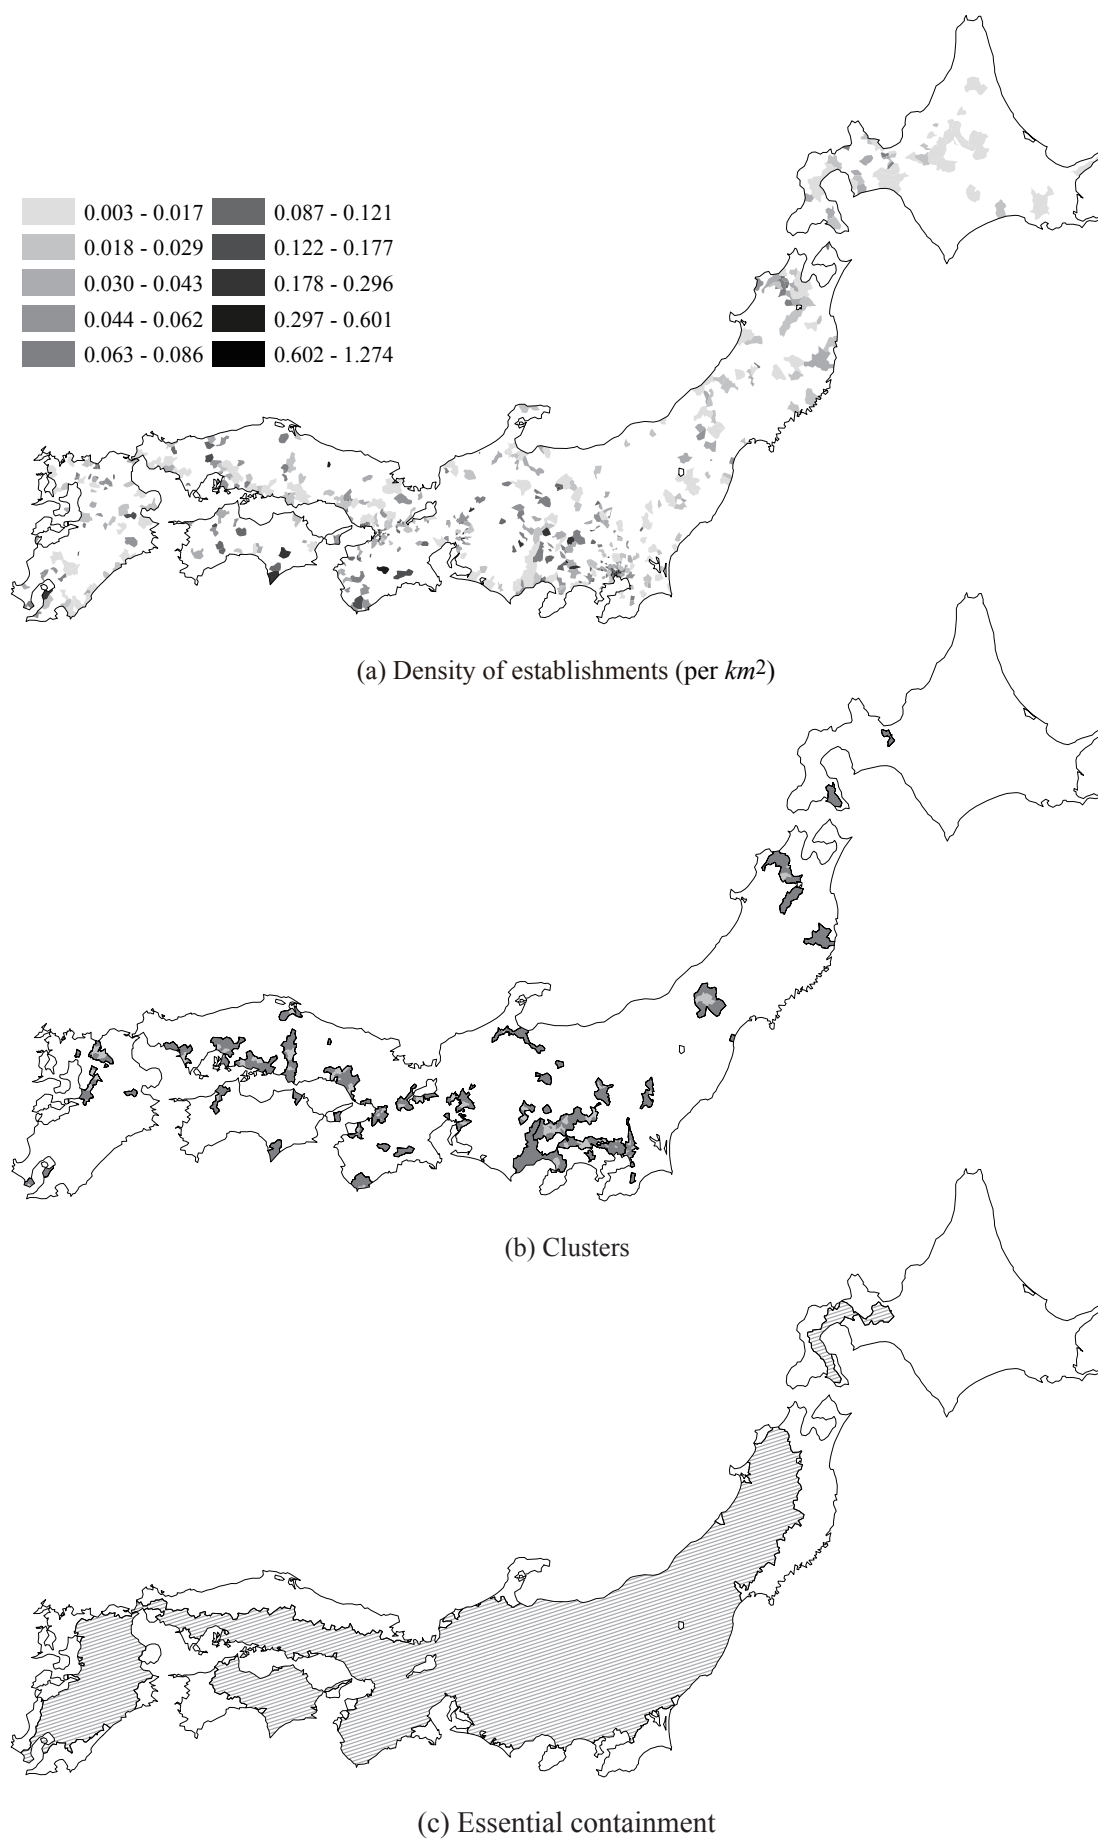 0.003 - 0.017 0.087 - 0.121
0.018 - 0.029 0.122 - 0.177
0.030 - 0.043 0.178 - 0.296
0.044 - 0.062 0.297 - 0.601
0.063 - 0.086 0.602 - 1.274
(a) Density of establishments (per km2)
(b) Clusters
(c) Essential containment